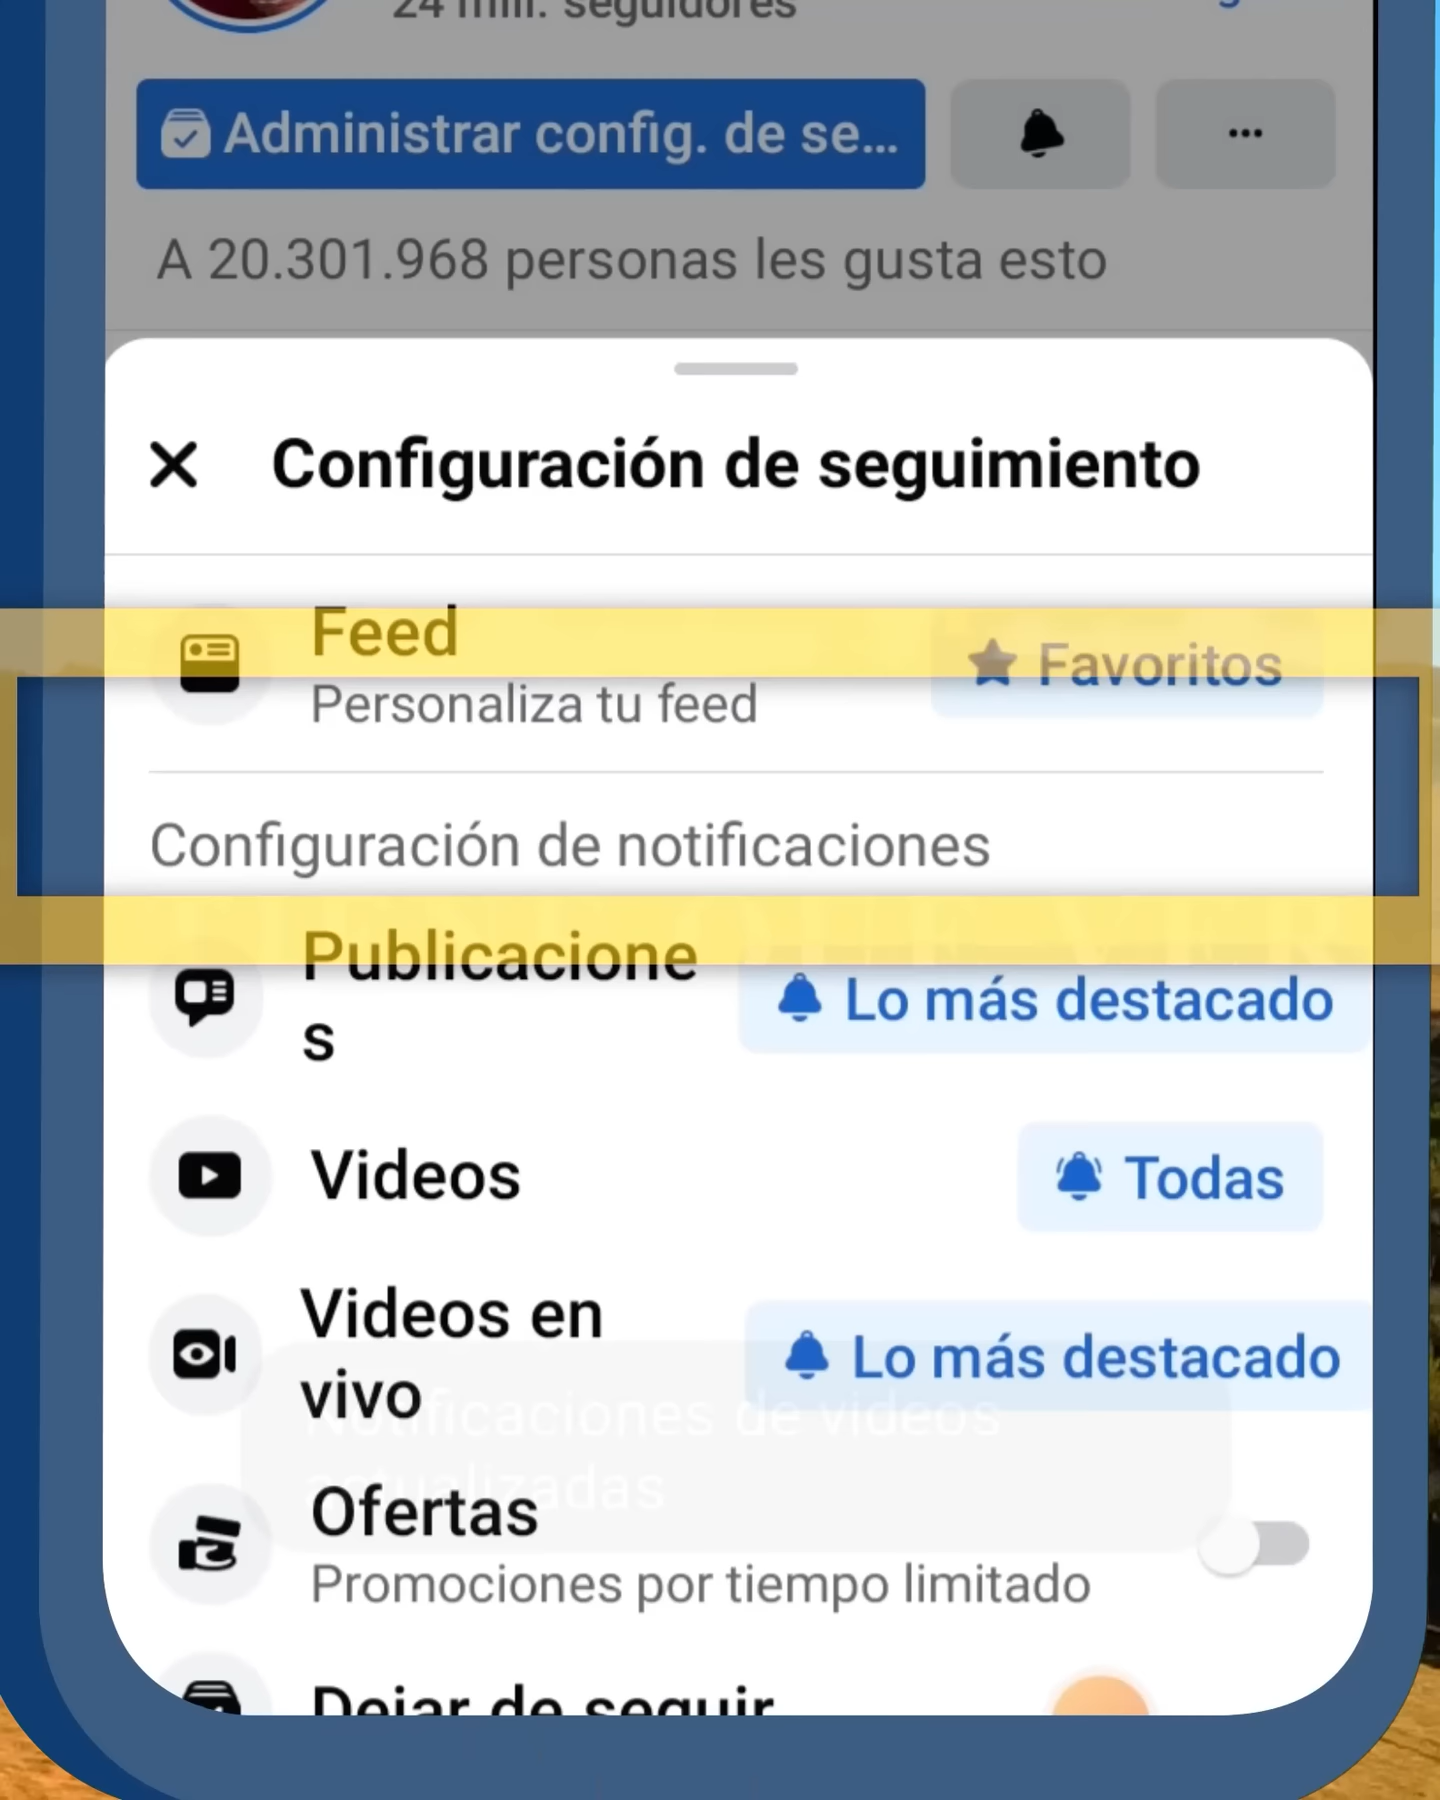 24 mill. seguidores
Administrar config. de se...
A 20.301.968 personas les gusta esto
Configuración de seguimiento
Feed
Favoritos
Personaliza tu feed
Configuración de notificaciones
Publicacione
s
Lo más destacado
Videos
Todas
Videos en
vivo
Lo más destacado
Notificaciones de videos
actualizadas
Ofertas
Promociones por tiempo limitado
Dejar de seguir